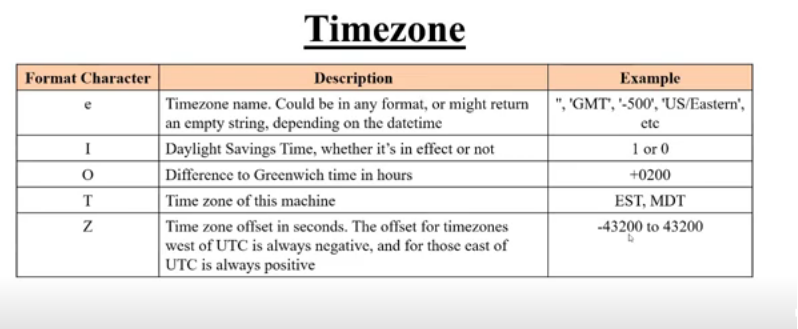 Timezone
Format Character Description Example
e Timezone name. Could be in any format, or might return '', 'GMT', '-500', 'US/Eastern',
an empty string, depending on the datetime etc
I Daylight Savings Time, whether it's in effect or not 1 or 0
O Difference to Greenwich time in hours +0200
T Time zone of this machine EST, MDT
Z Time zone offset in seconds. The offset for timezones -43200 to 43200
west of UTC is always negative, and for those east of
UTC is always positive